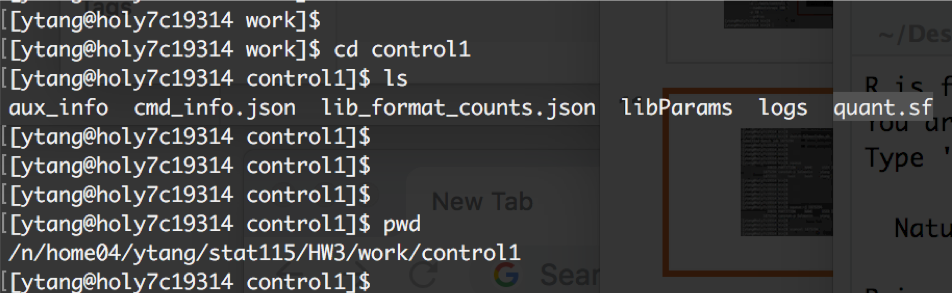 [[ytang@holy7c19314 work]$
[[ytang@holy7c19314 work]$ cd control1
[[ytang@holy7c19314 control1]$ ls
aux_info  cmd_info.json  lib_format_counts.json  libParams  logs  quant.sf
[[ytang@holy7c19314 control1]$
[[ytang@holy7c19314 control1]$
[[ytang@holy7c19314 control1]$
[[ytang@holy7c19314 control1]$ pwd
/n/home04/ytang/stat115/HW3/work/control1
[[ytang@holy7c19314 control1]$
New Tab
Sear
~/Des
R is f
You ar
Type '
Natu